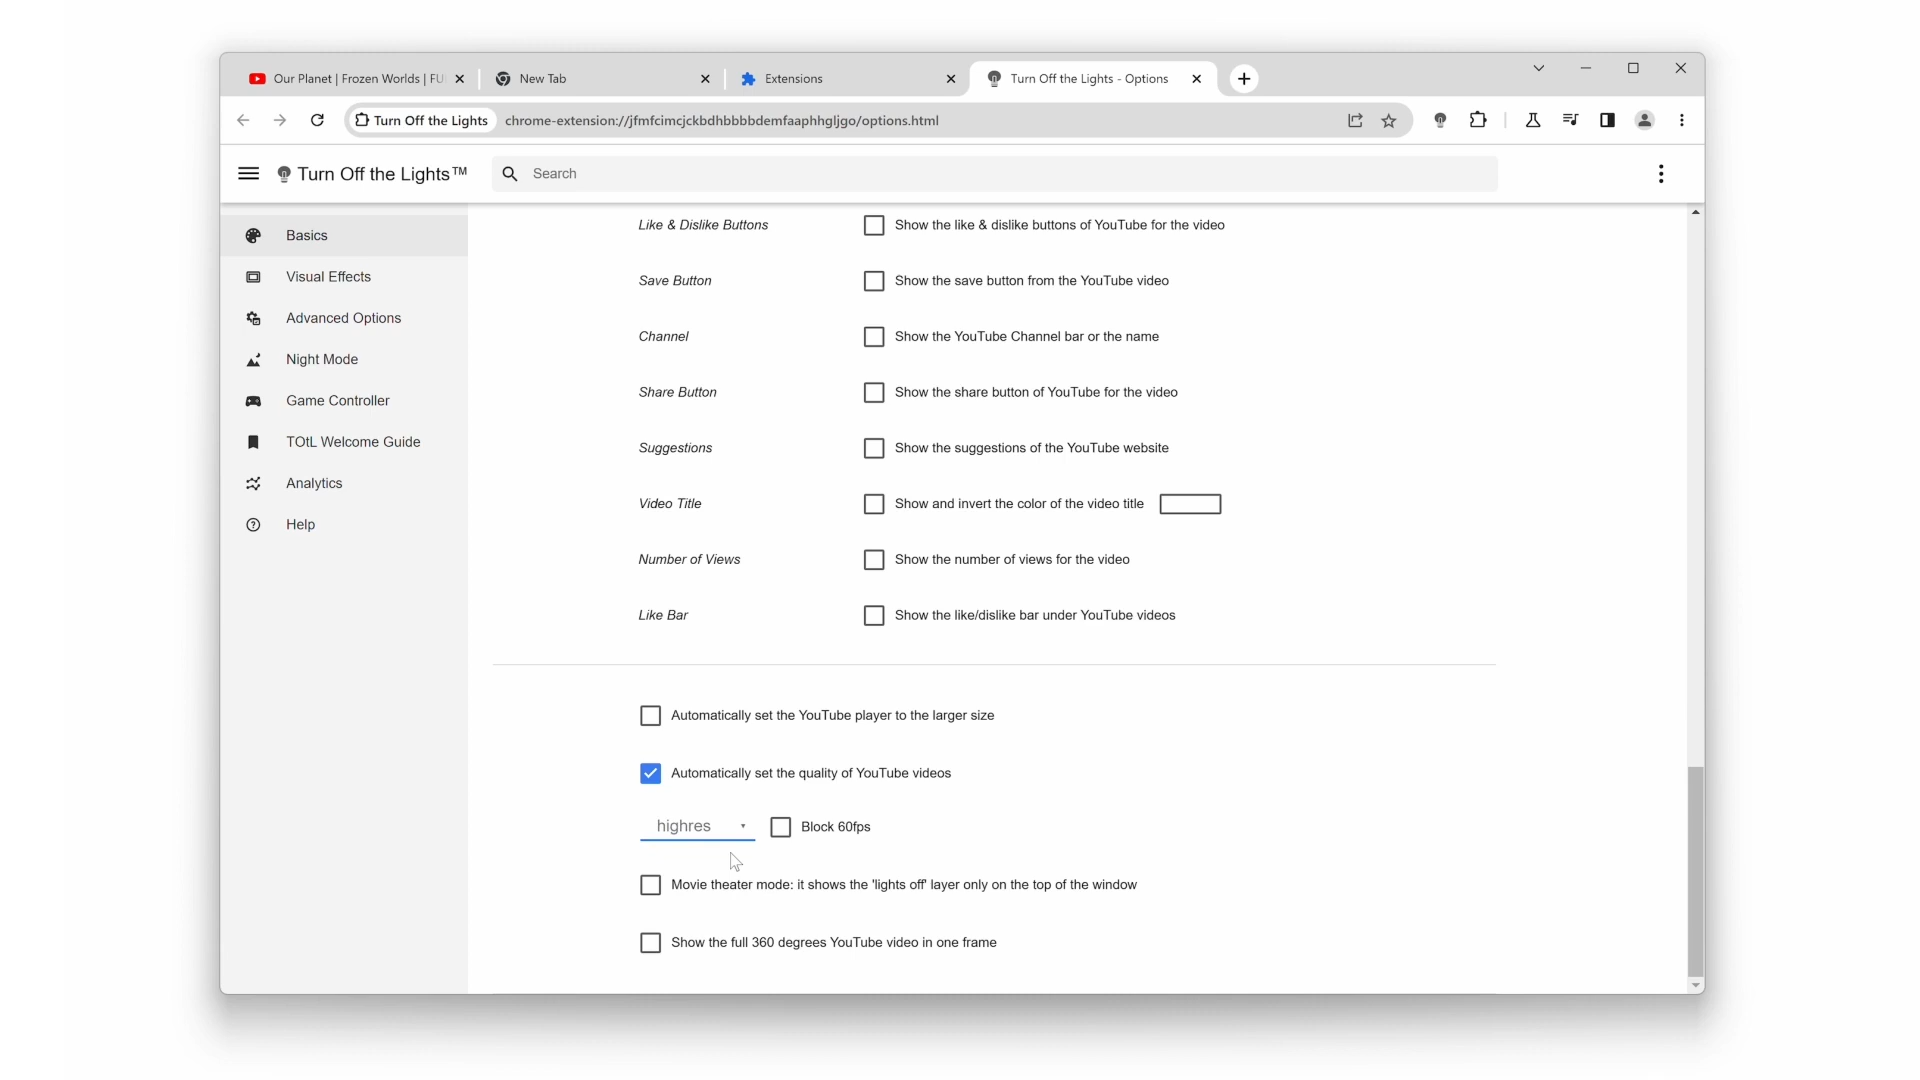 Our Planet | Frozen Worlds | FU
New Tab
Extensions
Turn Off the Lights - Options
Turn Off the Lights
chrome-extension://jfmfcimcjckbdhbbbbdemfaaphhgljgo/options.html
Turn Off the Lights™
Search
Basics
Visual Effects
Advanced Options
Night Mode
Game Controller
TOtL Welcome Guide
Analytics
Help
Like & Dislike Buttons Show the like & dislike buttons of YouTube for the video
Save Button Show the save button from the YouTube video
Channel Show the YouTube Channel bar or the name
Share Button Show the share button of YouTube for the video
Suggestions Show the suggestions of the YouTube website
Video Title Show and invert the color of the video title
Number of Views Show the number of views for the video
Like Bar Show the like/dislike bar under YouTube videos
Automatically set the YouTube player to the larger size
Automatically set the quality of YouTube videos
highres Block 60fps
Movie theater mode: it shows the 'lights off' layer only on the top of the window
Show the full 360 degrees YouTube video in one frame